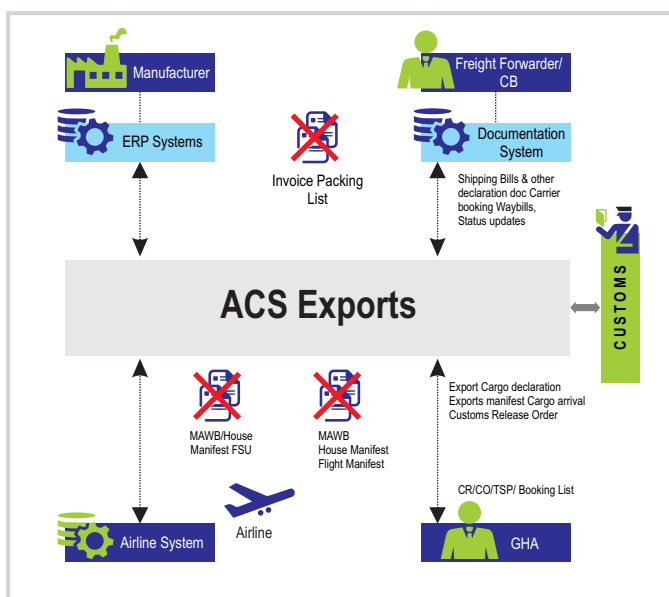 Manufacturer
Freight Forwarder/
CB
ERP Systems
Documentation
System
Invoice Packing
List
Shipping Bills & other
declaration doc Carrier
booking Waybills,
Status updates
ACS Exports
CUSTOMS
MAWB/House
Manifest FSU
MAWB
House Manifest
Flight Manifest
Export Cargo declaration
Exports manifest Cargo arrival
Customs Release Order
CR/CO/TSP/ Booking List
Airline System
Airline
GHA